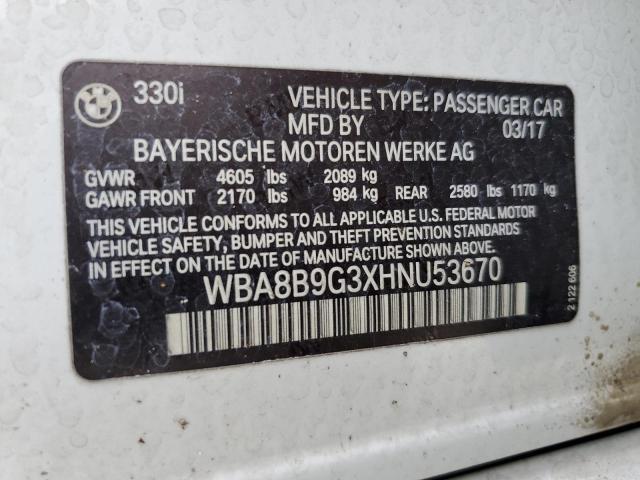 330i VEHICLE TYPE: PASSENGER CAR
MFD BY 03/17
BAYERISCHE MOTOREN WERKE AG
GVWR 4605 lbs 2089 kg
GAWR FRONT 2170 lbs 984 kg REAR 2580 lbs 1170 kg
THIS VEHICLE CONFORMS TO ALL APPLICABLE U.S. FEDERAL MOTOR
VEHICLE SAFETY, BUMPER AND THEFT PREVENTION STANDARDS
IN EFFECT ON THE DATE OF MANUFACTURE SHOWN ABOVE.
WBA8B9G3XHNU53670
2 122 606